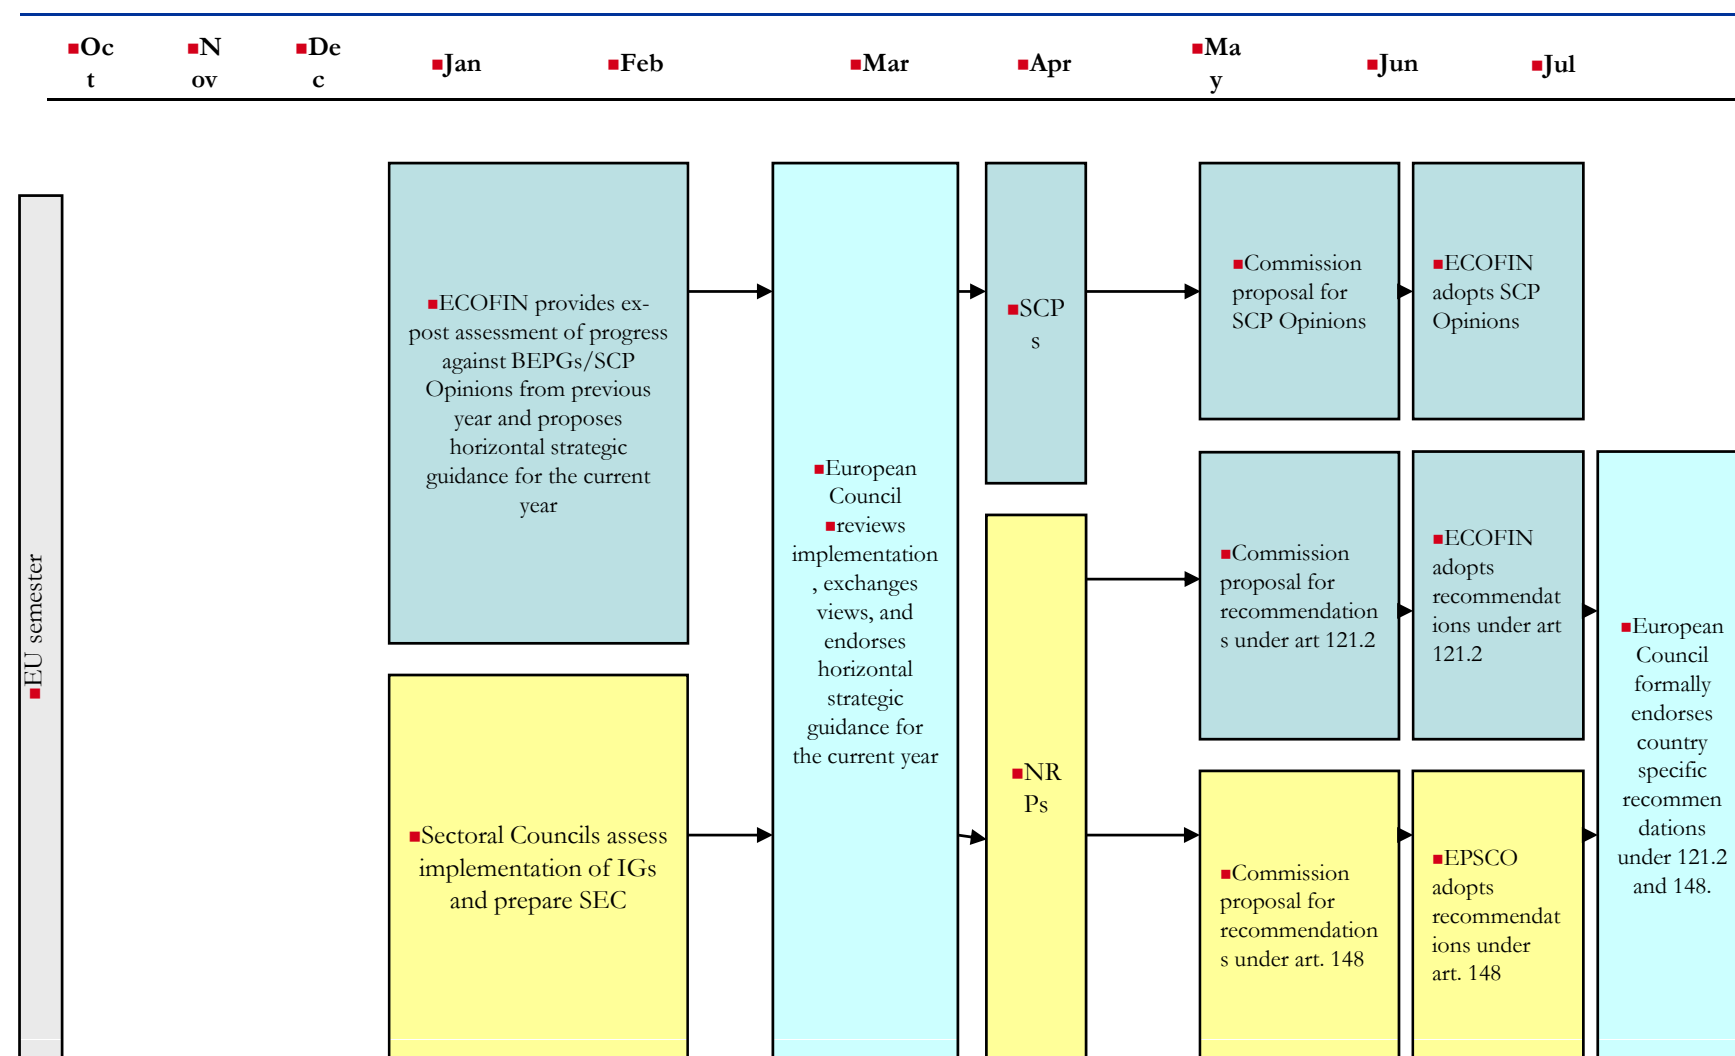 ■Oc
t
■N
ov
■De
c
■Jan
■Feb
■Mar
■Apr
■Ma
y
■Jun
■Jul
■EU semester
■ECOFIN provides ex-
post assessment of progress
against BEPGs/SCP
Opinions from previous
year and proposes
horizontal strategic
guidance for the current
year
■Sectoral Councils assess
implementation of IGs
and prepare SEC
■European
Council
■reviews
implementation
, exchanges
views, and
endorses
horizontal
strategic
guidance for
the current year
■SCP
s
■NR
Ps
■Commission
proposal for
SCP Opinions
■ECOFIN
adopts SCP
Opinions
■Commission
proposal for
recommendation
s under art 121.2
■ECOFIN
adopts
recommendat
ions under art
121.2
■Commission
proposal for
recommendation
s under art. 148
■EPSCO
adopts
recommendat
ions under
art. 148
■European
Council
formally
endorses
country
specific
recommen
dations
under 121.2
and 148.